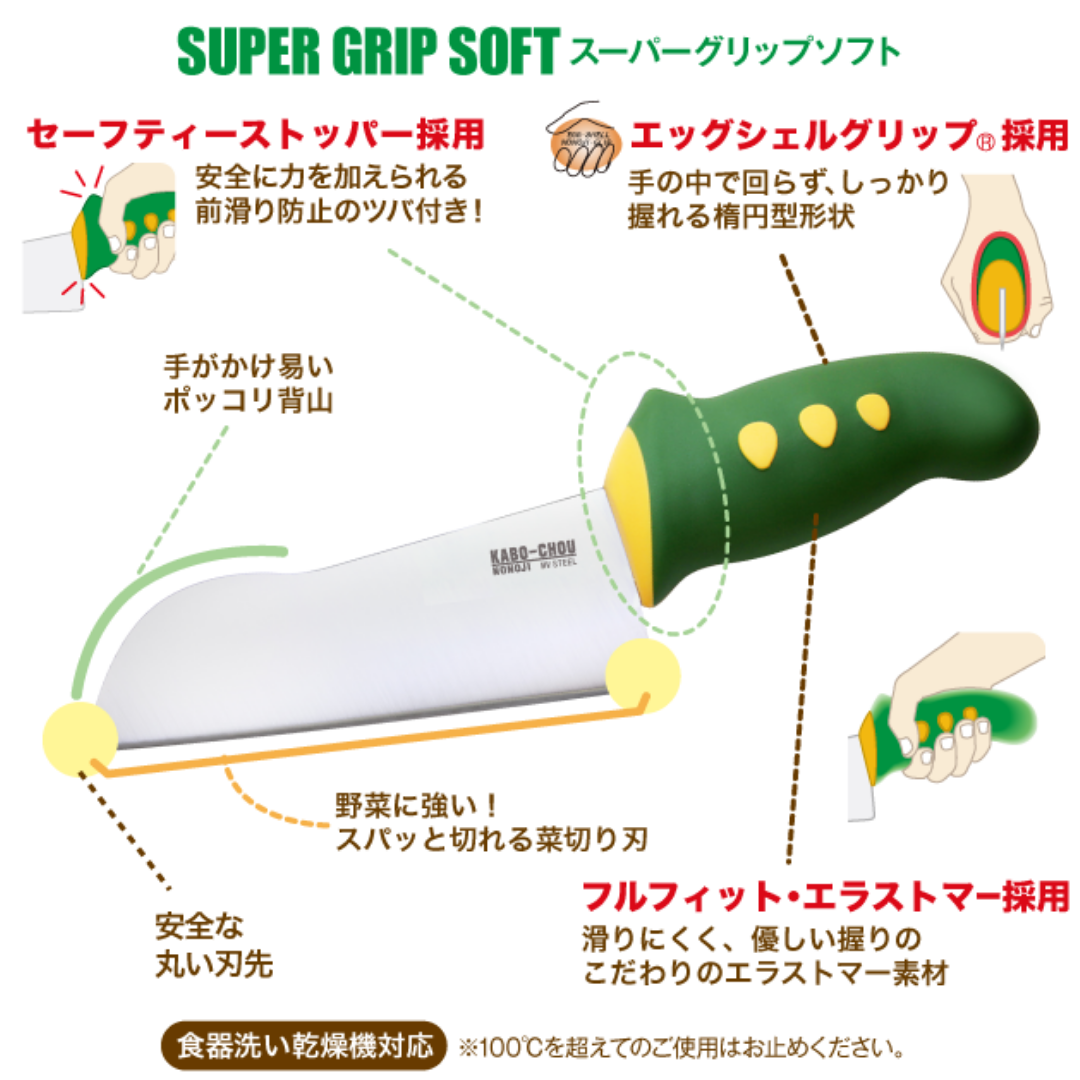 SUPER GRIP SOFT スーパーグリップソフト
セーフティーストッパー採用
安全に力を加えられる
前滑り防止のツバ付き！
エッグシェルグリップ® 採用
手の中で回らず、しっかり
握れる楕円型形状
手がかけ易い
ポッコリ背山
KABO-CHOU
NONOJI MV STEEL
野菜に強い！
スパッと切れる菜切り刃
安全な
丸い刃先
フルフィット・エラストマー採用
滑りにくく、優しい握りの
こだわりのエラストマー素材
食器洗い乾燥機対応 ※100℃を超えてのご使用はお止めください。